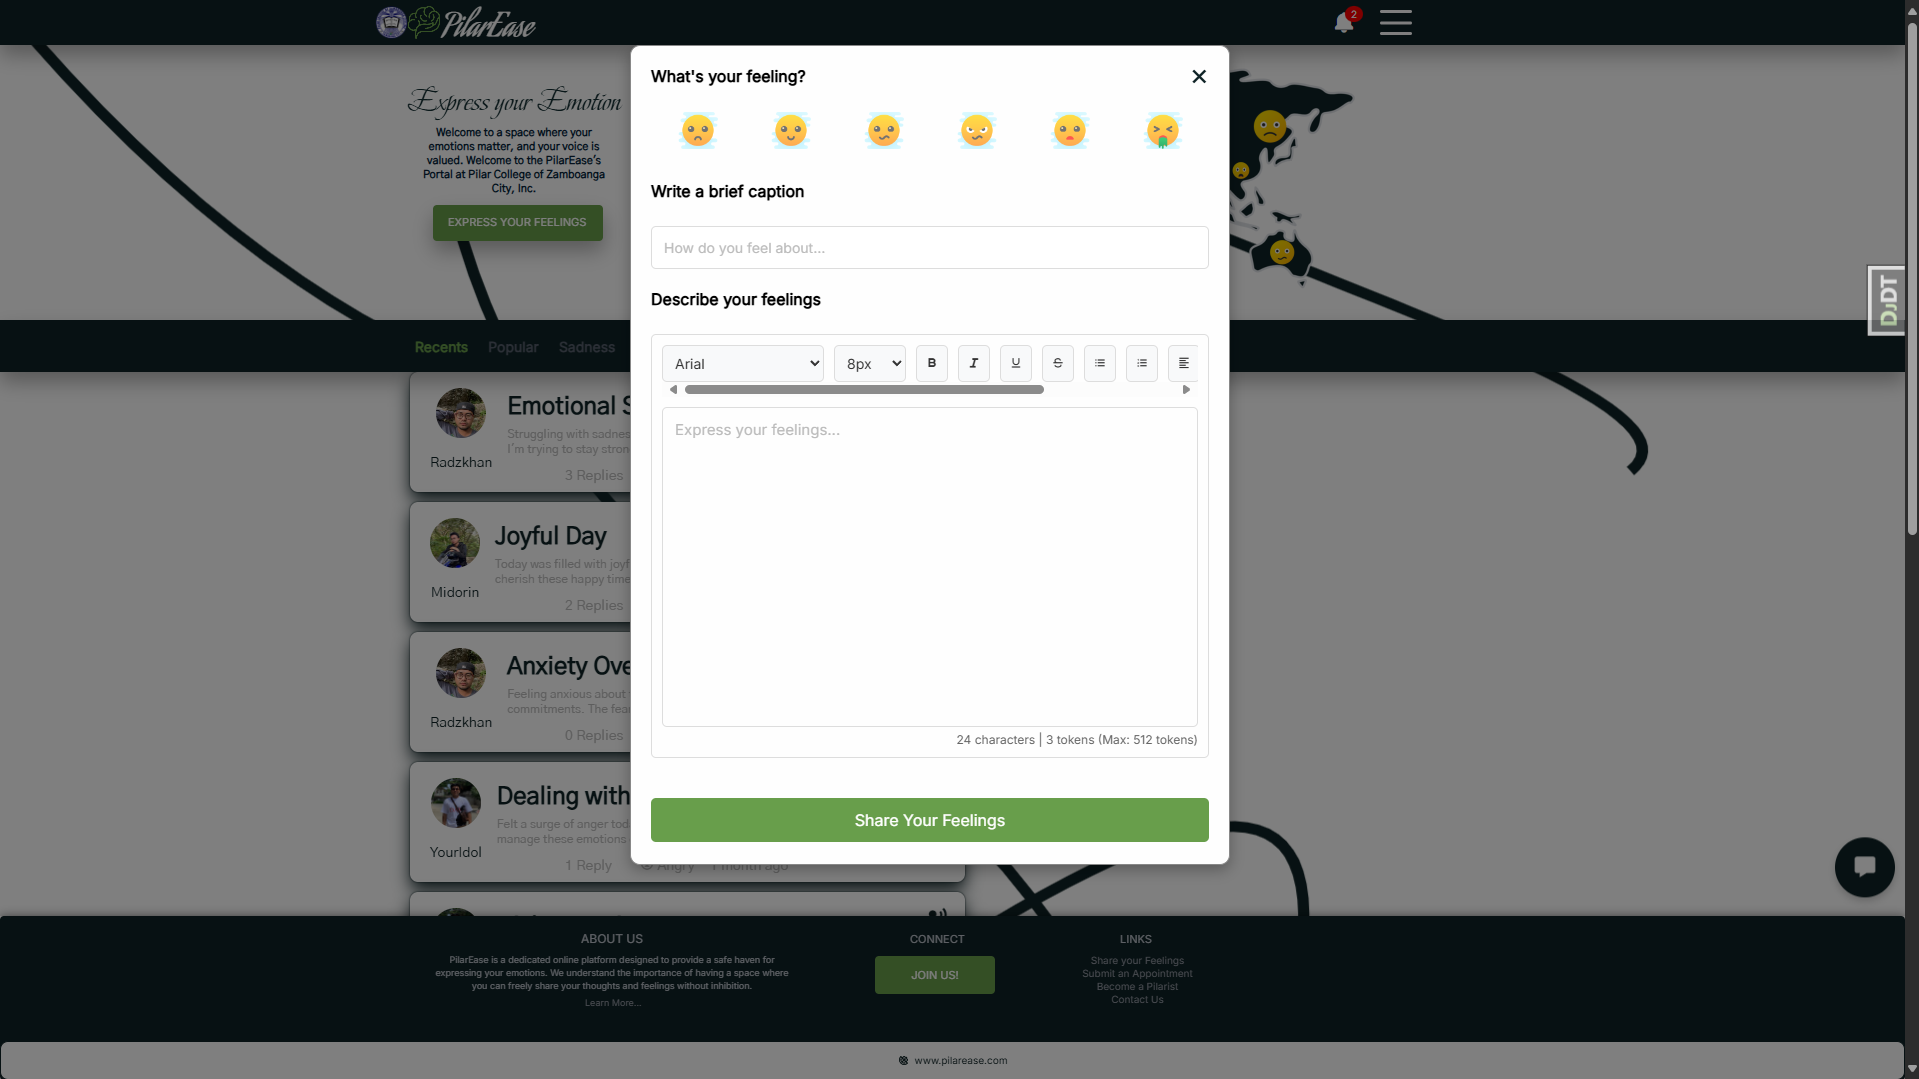 PilarEase
2
Express your Emotion
Welcome to a space where your
emotions matter, and your voice is
valued. Welcome to the PilarEase's
Portal at Pilar College of Zamboanga
City, Inc.
EXPRESS YOUR FEELINGS
What's your feeling?
Write a brief caption
How do you feel about...
Describe your feelings
Arial
8px
B
I
U
S
Express your feelings...
24 characters | 3 tokens (Max: 512 tokens)
Share Your Feelings
DJDT
Recents
Popular
Sadness
Emotional S
Struggling with sadnes
I'm trying to stay stron
Radzkhan
3 Replies
Joyful Day
Today was filled with joyf
cherish these happy time
Midorin
2 Replies
Anxiety Ove
Feeling anxious about
commitments. The fea
Radzkhan
0 Replies
Dealing with
Felt a surge of anger tod
manage these emotions
YourIdol
1 Reply
Angry
1 month ago
ABOUT US
PilarEase is a dedicated online platform designed to provide a safe haven for
expressing your emotions. We understand the importance of having a space where
you can freely share your thoughts and feelings without inhibition.
Learn More...
CONNECT
JOIN US!
LINKS
Share your Feelings
Submit an Appointment
Become a Pilarist
Contact Us
www.pilarease.com